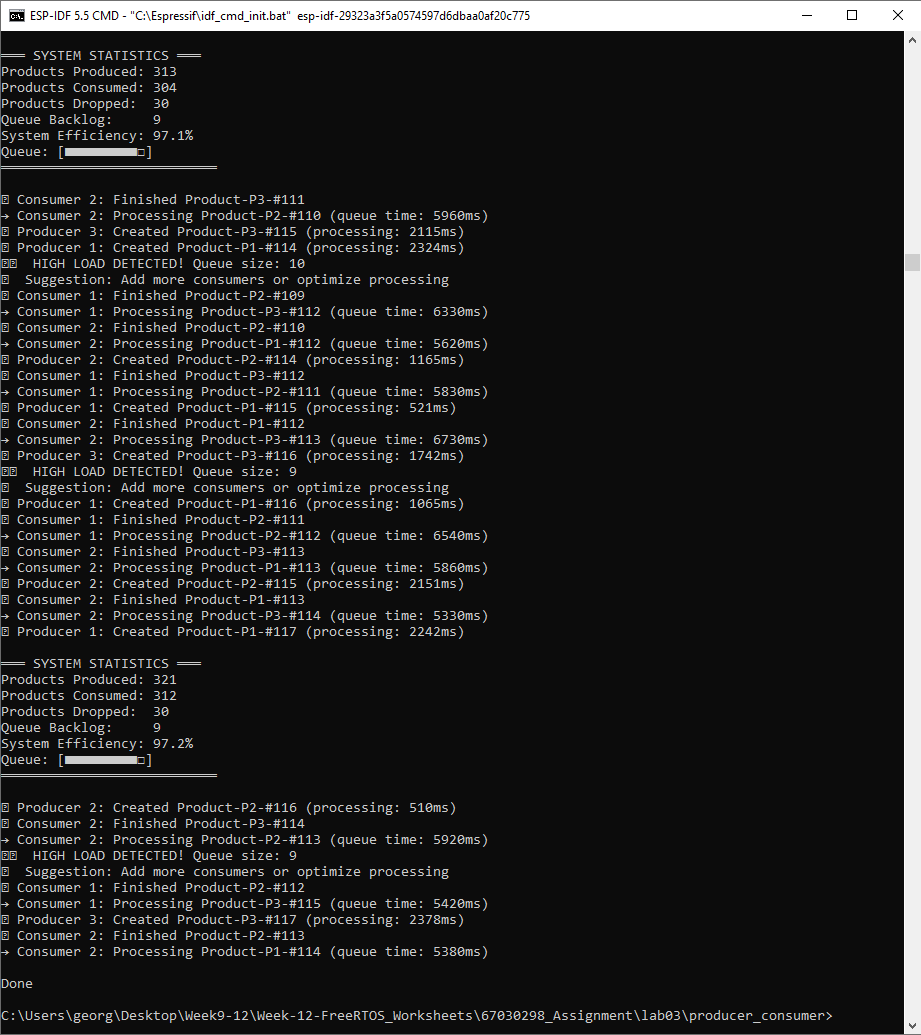 ESP-IDF 5.5 CMD - "C:\Espressif\idf_cmd_init.bat" esp-idf-29323a3f5a0574597d6dbaa0af20c775
═══ SYSTEM STATISTICS ═══
Products Produced: 313
Products Consumed: 304
Products Dropped:  30
Queue Backlog:     9
System Efficiency: 97.1%
Queue: [■■■■■■■■■□]
═══════════════════════════
Consumer 2: Finished Product-P3-#111
→ Consumer 2: Processing Product-P2-#110 (queue time: 5960ms)
Producer 3: Created Product-P3-#115 (processing: 2115ms)
Producer 1: Created Product-P1-#114 (processing: 2324ms)
HIGH LOAD DETECTED! Queue size: 10
Suggestion: Add more consumers or optimize processing
Consumer 1: Finished Product-P2-#109
→ Consumer 1: Processing Product-P3-#112 (queue time: 6330ms)
Consumer 2: Finished Product-P2-#110
→ Consumer 2: Processing Product-P1-#112 (queue time: 5620ms)
Producer 2: Created Product-P2-#114 (processing: 1165ms)
Consumer 1: Finished Product-P3-#112
→ Consumer 1: Processing Product-P2-#111 (queue time: 5830ms)
Producer 1: Created Product-P1-#115 (processing: 521ms)
Consumer 2: Finished Product-P1-#112
→ Consumer 2: Processing Product-P3-#113 (queue time: 6730ms)
Producer 3: Created Product-P3-#116 (processing: 1742ms)
HIGH LOAD DETECTED! Queue size: 9
Suggestion: Add more consumers or optimize processing
Producer 1: Created Product-P1-#116 (processing: 1065ms)
Consumer 1: Finished Product-P2-#111
→ Consumer 1: Processing Product-P2-#112 (queue time: 6540ms)
Consumer 2: Finished Product-P3-#113
→ Consumer 2: Processing Product-P1-#113 (queue time: 5860ms)
Producer 2: Created Product-P2-#115 (processing: 2151ms)
Consumer 2: Finished Product-P1-#113
→ Consumer 2: Processing Product-P3-#114 (queue time: 5330ms)
Producer 1: Created Product-P1-#117 (processing: 2242ms)
═══ SYSTEM STATISTICS ═══
Products Produced: 321
Products Consumed: 312
Products Dropped:  30
Queue Backlog:     9
System Efficiency: 97.2%
Queue: [■■■■■■■■■□]
═══════════════════════════
Producer 2: Created Product-P2-#116 (processing: 510ms)
Consumer 2: Finished Product-P3-#114
→ Consumer 2: Processing Product-P2-#113 (queue time: 5920ms)
HIGH LOAD DETECTED! Queue size: 9
Suggestion: Add more consumers or optimize processing
Consumer 1: Finished Product-P2-#112
→ Consumer 1: Processing Product-P3-#115 (queue time: 5420ms)
Producer 3: Created Product-P3-#117 (processing: 2378ms)
Consumer 2: Finished Product-P2-#113
→ Consumer 2: Processing Product-P1-#114 (queue time: 5380ms)
Done
C:\Users\georg\Desktop\Week9-12\Week-12-FreeRTOS_Worksheets\67030298_Assignment\lab03\producer_consumer>